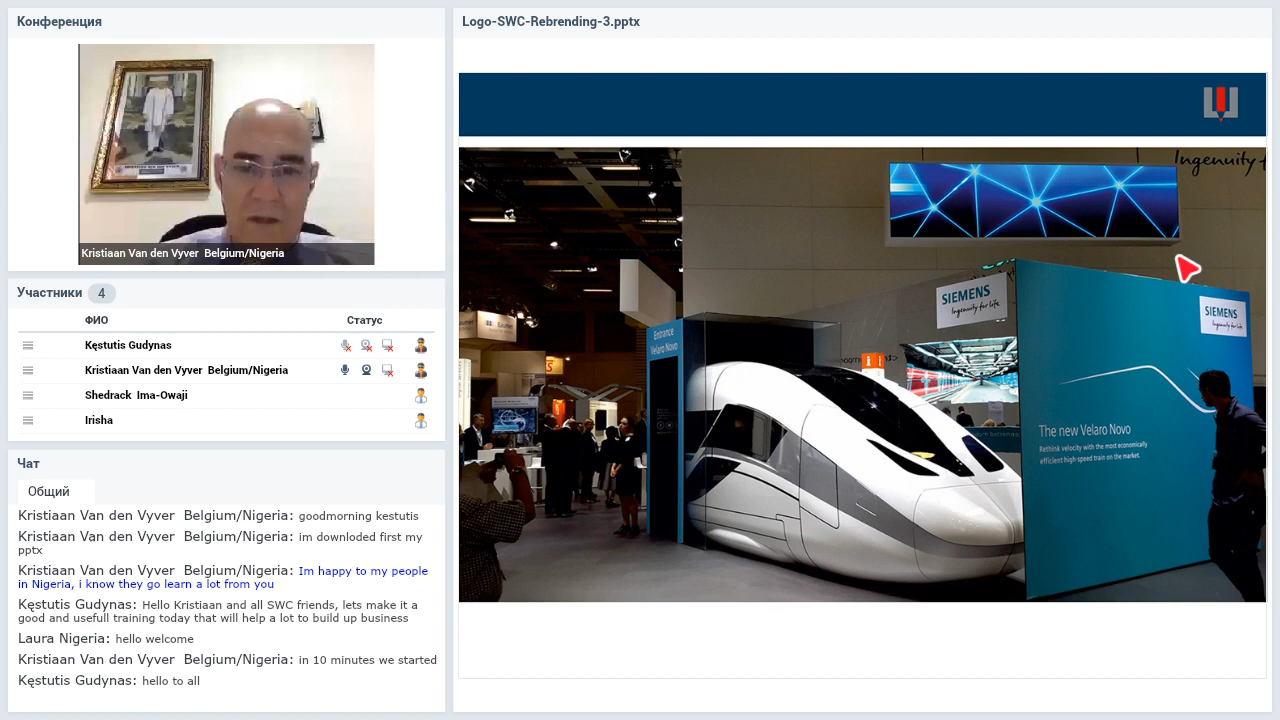 Конференция
Kristiaan Van den Vyver  Belgium/Nigeria
Участники 4
ФИО Статус
Kęstutis Gudynas
Kristiaan Van den Vyver  Belgium/Nigeria
Shedrack  Ima-Owaji
Irisha
Чат
Общий
Kristiaan Van den Vyver  Belgium/Nigeria: goodmorning kestutis
Kristiaan Van den Vyver  Belgium/Nigeria: im downloded first my
pptx
Kristiaan Van den Vyver  Belgium/Nigeria: Im happy to my people
in Nigeria, i know they go learn a lot from you
Kęstutis Gudynas: Hello Kristiaan and all SWC friends, lets make it a
good and usefull training today that will help a lot to build up business
Laura Nigeria: hello welcome
Kristiaan Van den Vyver  Belgium/Nigeria: in 10 minutes we started
Kęstutis Gudynas: hello to all
Logo-SWC-Rebrending-3.pptx
Ingenuity f
SIEMENS
Ingenuity for life
SIEMENS
Ingenuity for life
Entrance
Velaro Novo
The new Velaro Novo
Rethink velocity with the most economically
efficient high-speed train on the market.